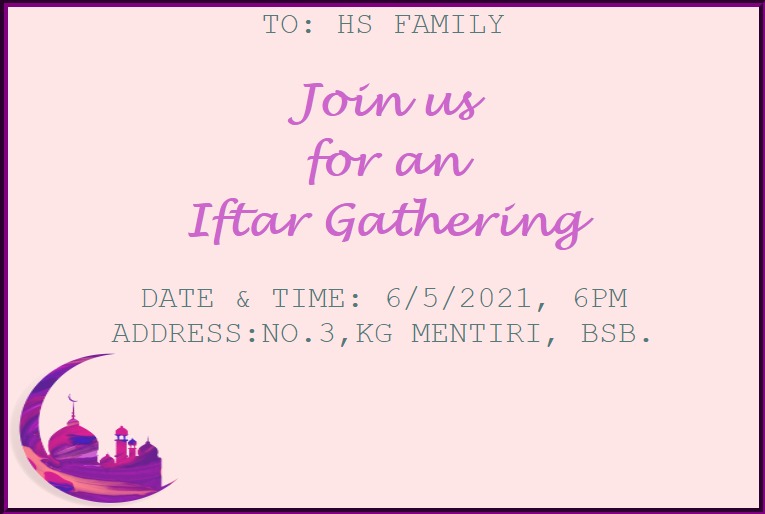 TO: HS FAMILY
Join us
for an
Iftar Gathering
DATE & TIME: 6/5/2021, 6PM
ADDRESS:NO.3,KG MENTIRI, BSB.